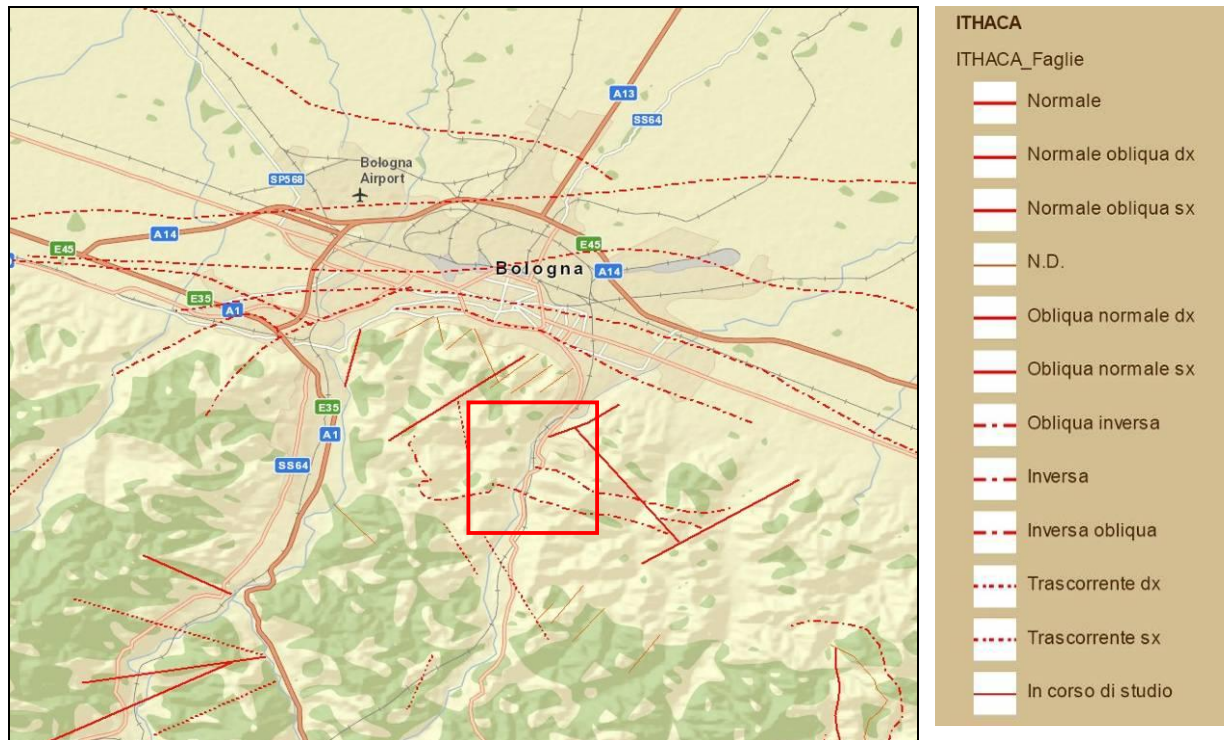 A13
SS64
Bologna
Airport
SP568
A14
E45
E45
Bologna
A14
E35
A1
E35
A1
SS64
ITHACA
ITHACA_Faglie
Normale
Normale obliqua dx
Normale obliqua sx
N.D.
Obliqua normale dx
Obliqua normale sx
Obliqua inversa
Inversa
Inversa obliqua
Trascorrente dx
Trascorrente sx
In corso di studio